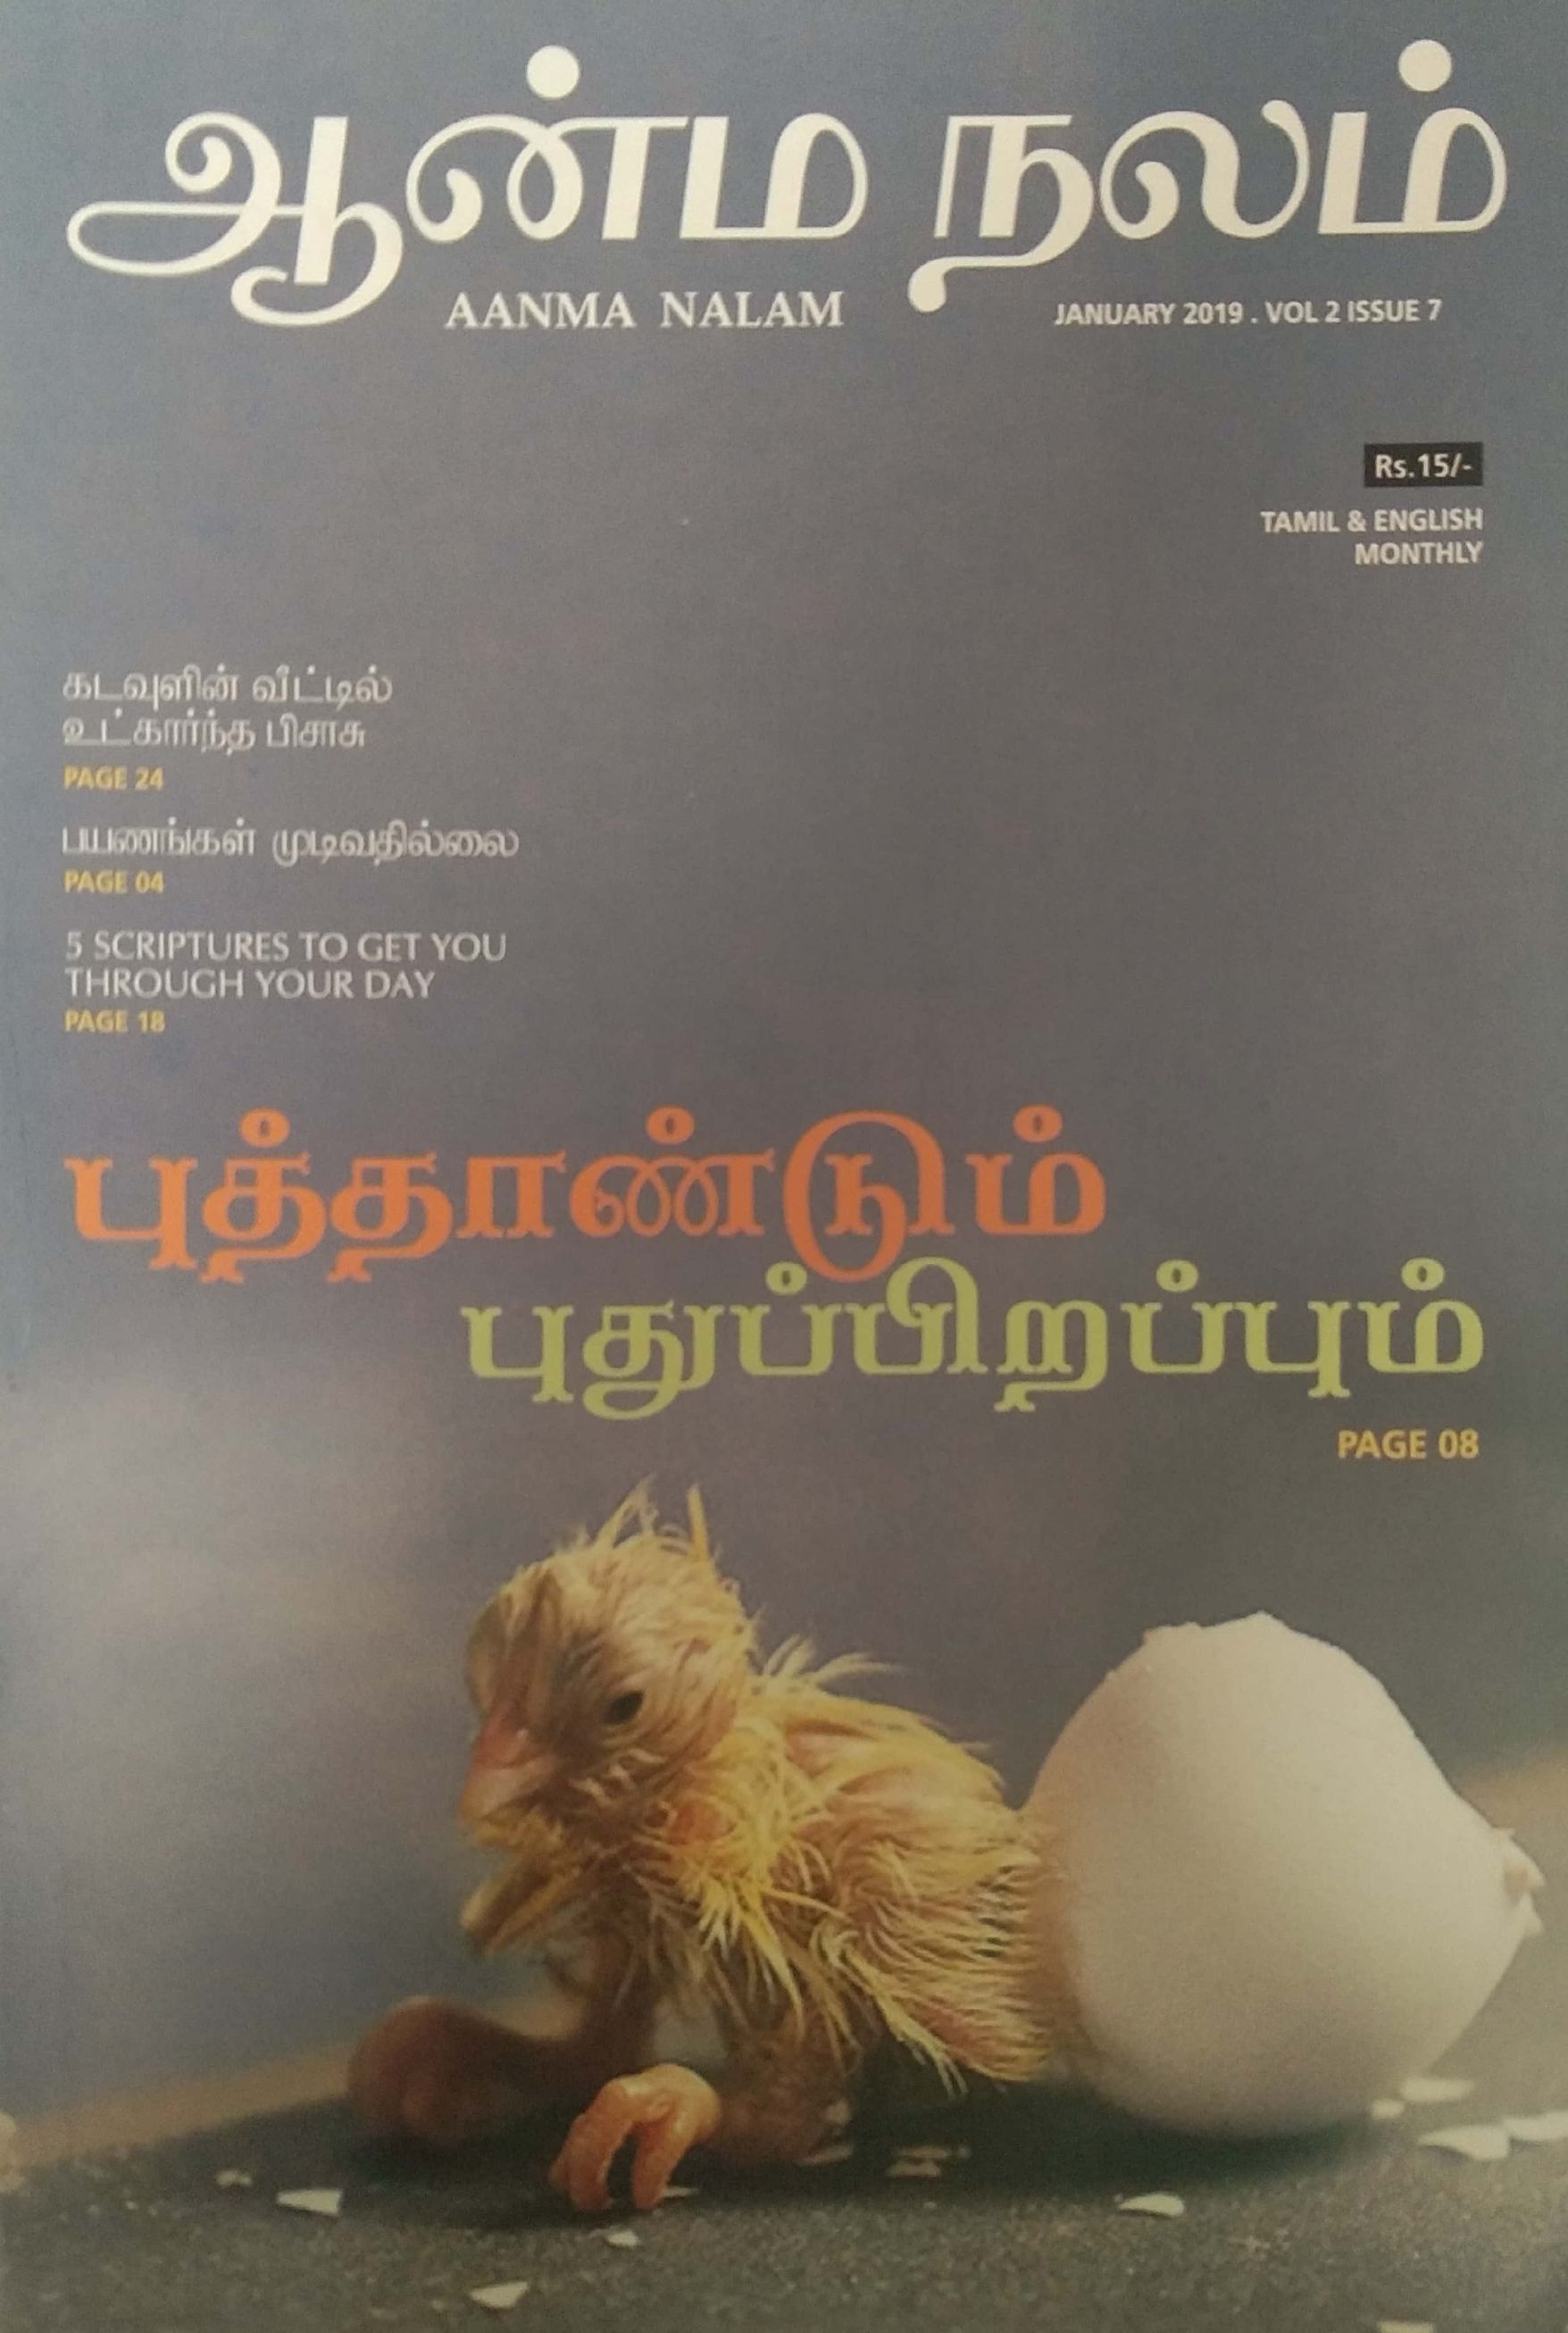 ஆன்ம நலம்
AANMA NALAM
JANUARY 2019 . VOL 2 ISSUE 7
Rs.15/-
TAMIL & ENGLISH
MONTHLY
கடவுளின் வீட்டில்
உட்கார்ந்த பிசாசு
PAGE 24
பயணங்கள் முடிவதில்லை
PAGE 04
5 SCRIPTURES TO GET YOU
THROUGH YOUR DAY
PAGE 18
புத்தாண்டும்
புதுப்பிறப்பும்
PAGE 08